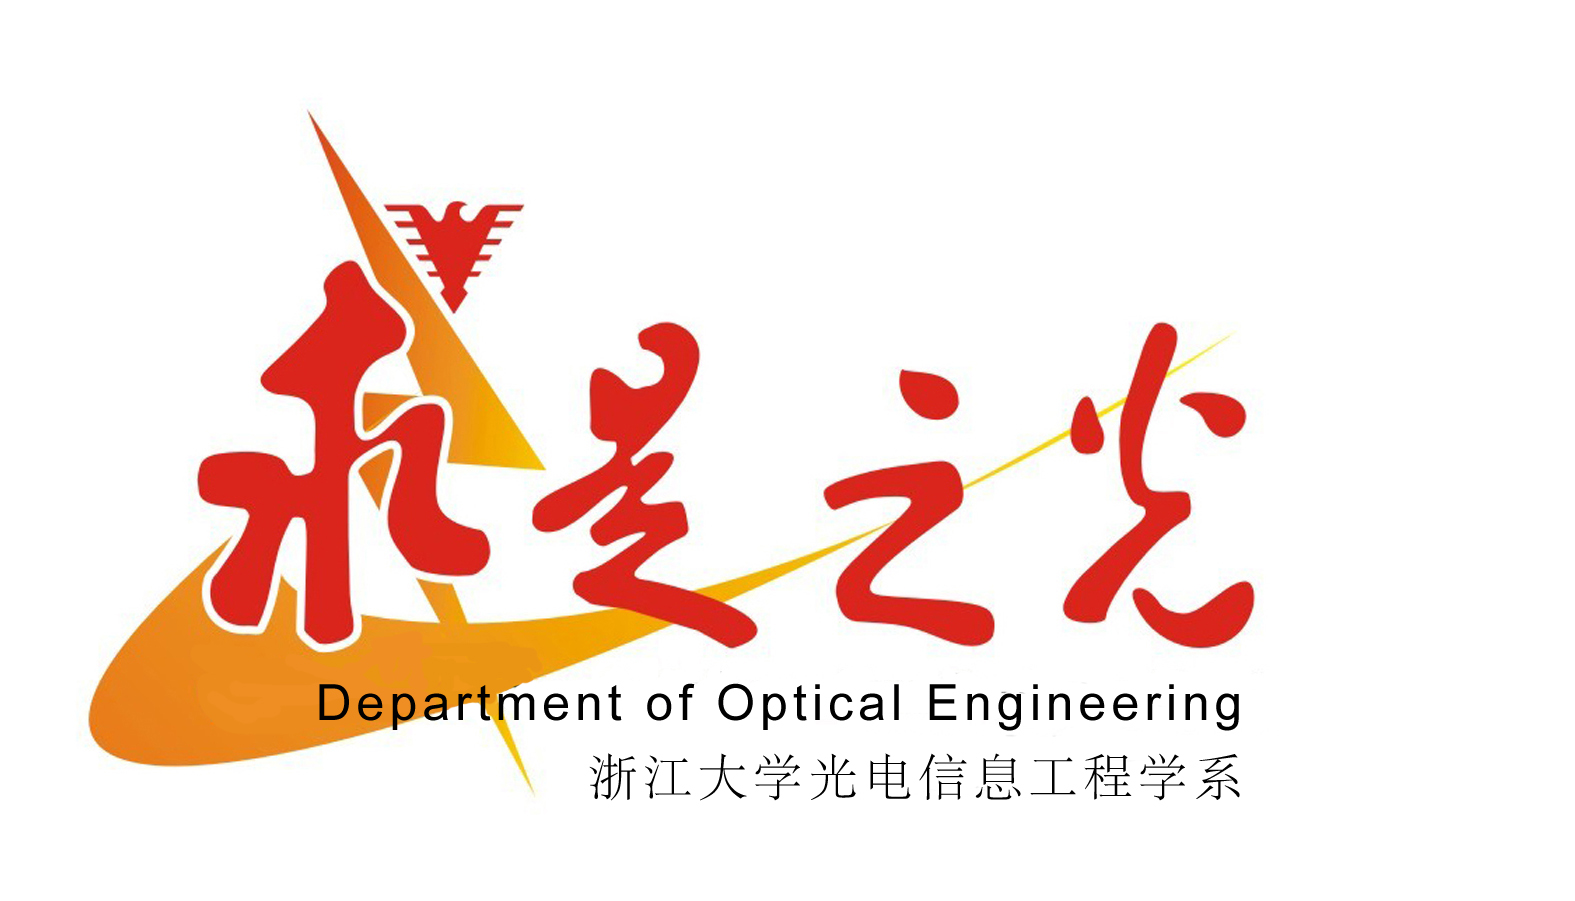 求是之光
Department of Optical Engineering
浙江大学光电信息工程学系